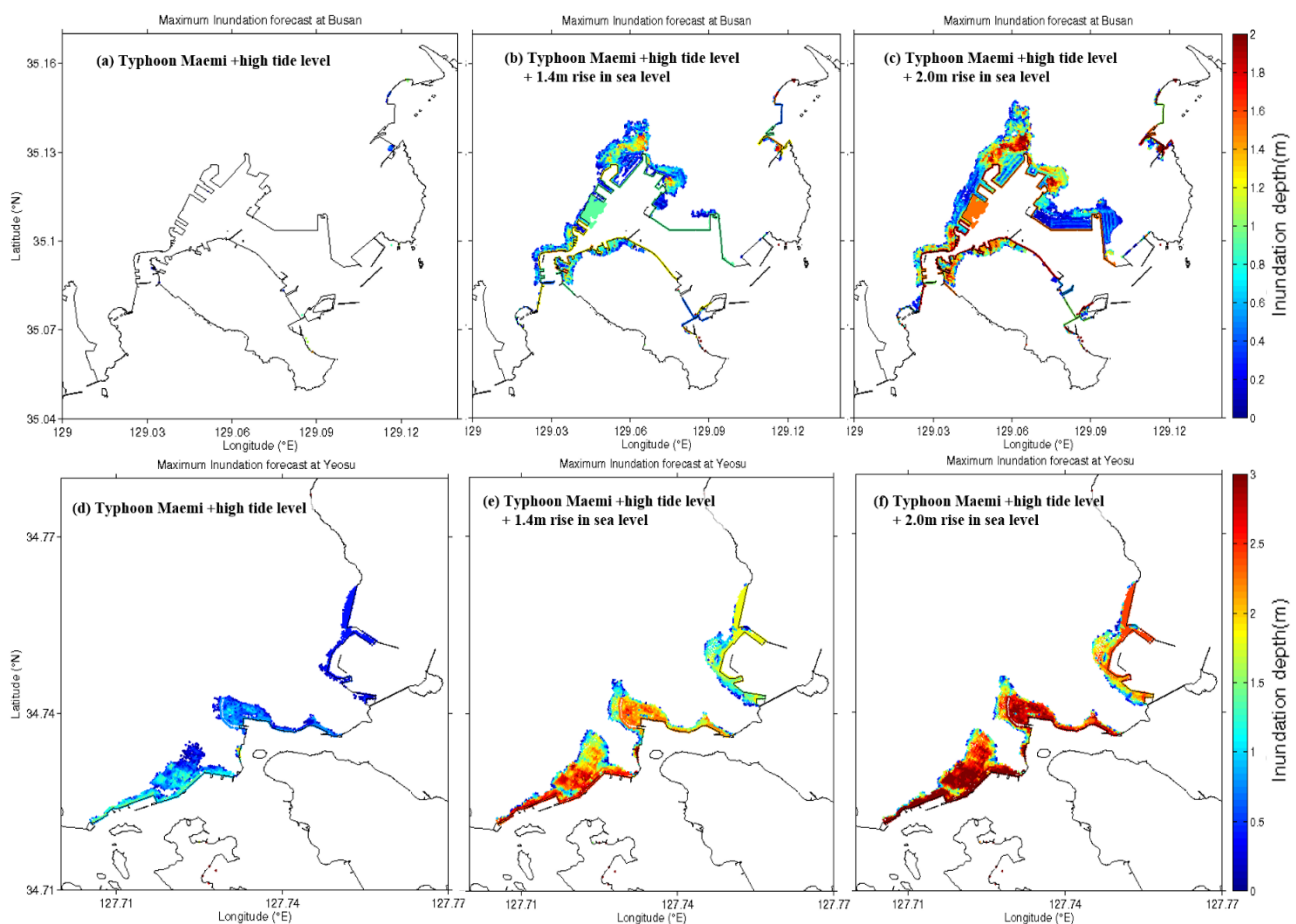 Maximum Inundation forecast at Busan
Maximum Inundation forecast at Busan
Maximum Inundation forecast at Busan
(a) Typhoon Maemi +high tide level
(b) Typhoon Maemi +high tide level
+ 1.4m rise in sea level
(c) Typhoon Maemi +high tide level
+ 2.0m rise in sea level
35.16
35.13
35.1
35.07
35.04
Latitude (°N)
129
129.03
129.06
129.09
129.12
Longitude (°E)
129
129.03
129.06
129.09
129.12
Longitude (°E)
129
129.03
129.06
129.09
129.12
Longitude (°E)
2
1.8
1.6
1.4
1.2
1
0.8
0.6
0.4
0.2
0
Inundation depth(m)
Maximum Inundation forecast at Yeosu
Maximum Inundation forecast at Yeosu
Maximum Inundation forecast at Yeosu
(d) Typhoon Maemi +high tide level
(e) Typhoon Maemi +high tide level
+ 1.4m rise in sea level
(f) Typhoon Maemi +high tide level
+ 2.0m rise in sea level
34.77
34.74
34.71
Latitude (°N)
127.71
127.74
127.77
Longitude (°E)
127.71
127.74
127.77
Longitude (°E)
127.71
127.74
127.77
Longitude (°E)
3
2.5
2
1.5
1
0.5
0
Inundation depth(m)